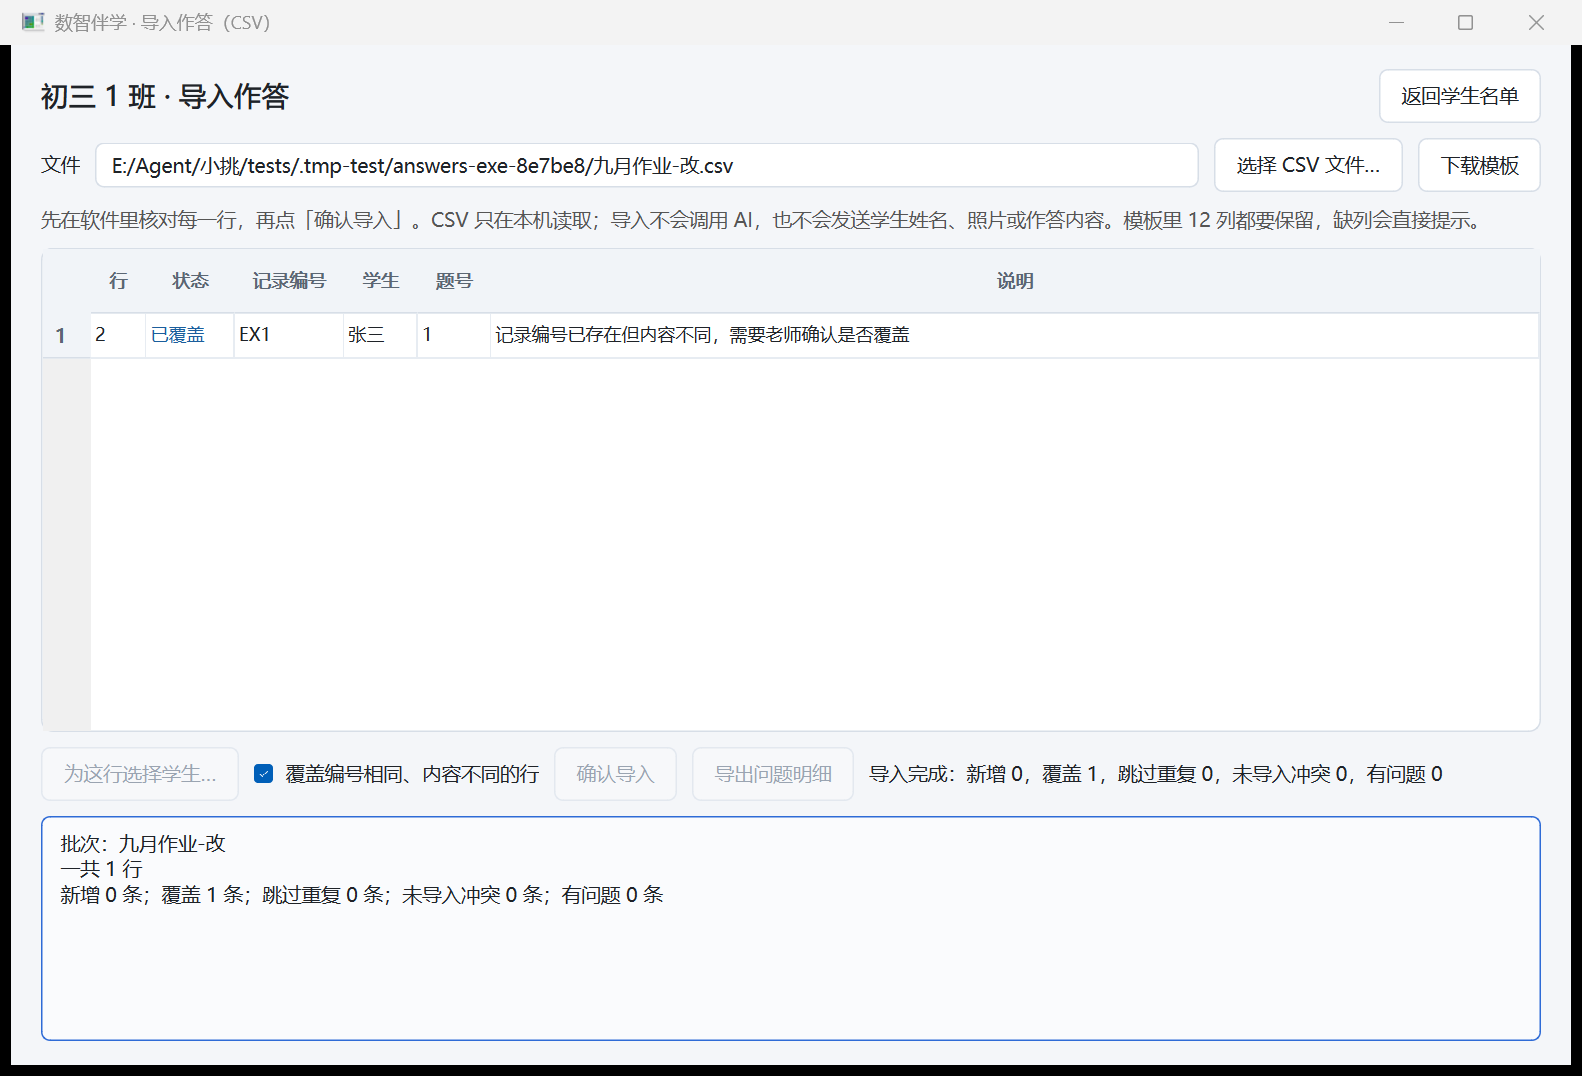 数智伴学 · 导入作答（CSV）
初三 1 班 · 导入作答
返回学生名单
文件
E:/Agent/小挑/tests/.tmp-test/answers-exe-8e7be8/九月作业-改.csv
选择 CSV 文件...
下载模板
先在软件里核对每一行，再点「确认导入」。CSV 只在本机读取；导入不会调用 AI，也不会发送学生姓名、照片或作答内容。模板里 12 列都要保留，缺列会直接提示。
行 状态 记录编号 学生 题号 说明
1 2 已覆盖 EX1 张三 1 记录编号已存在但内容不同，需要老师确认是否覆盖
为这行选择学生...
覆盖编号相同、内容不同的行
确认导入
导出问题明细
导入完成：新增 0，覆盖 1，跳过重复 0，未导入冲突 0，有问题 0
批次：九月作业-改
一共 1 行
新增 0 条；覆盖 1 条；跳过重复 0 条；未导入冲突 0 条；有问题 0 条